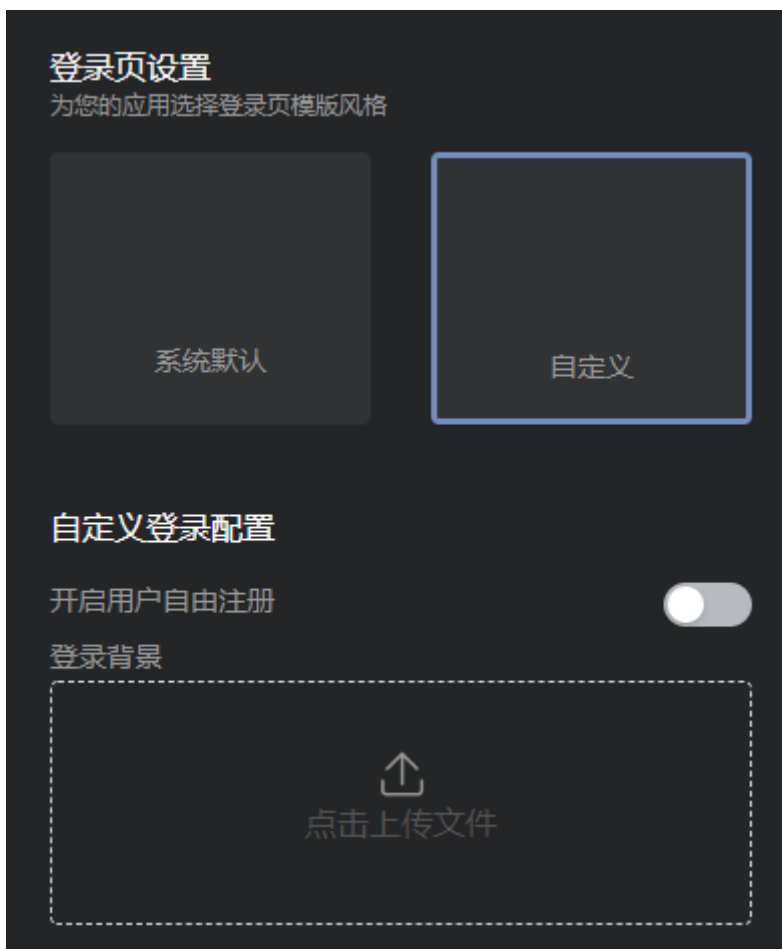 登录页设置
为您的应用选择登录页模版风格
系统默认
自定义
自定义登录配置
开启用户自由注册
登录背景
点击上传文件